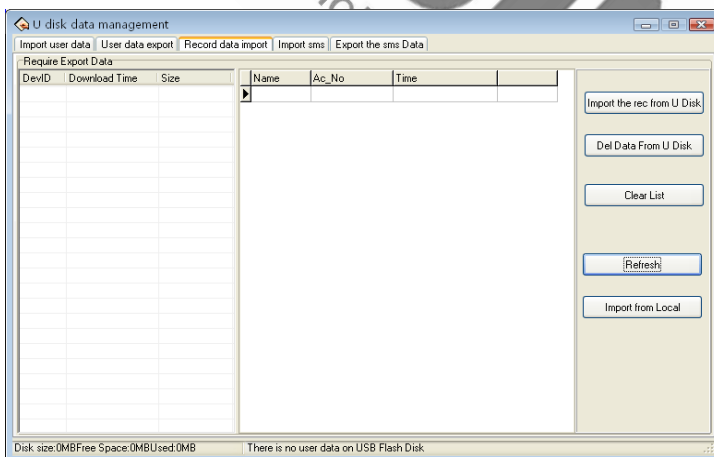 U disk data management
Import user data User data export Record data import Import sms Export the sms Data
Require Export Data
DevID Download Time Size Name Ac_No Time
Import the rec from U Disk
Del Data From U Disk
Clear List
Refresh
Import from Local
Disk size:0MBFree Space:0MBUsed:0MB There is no user data on USB Flash Disk